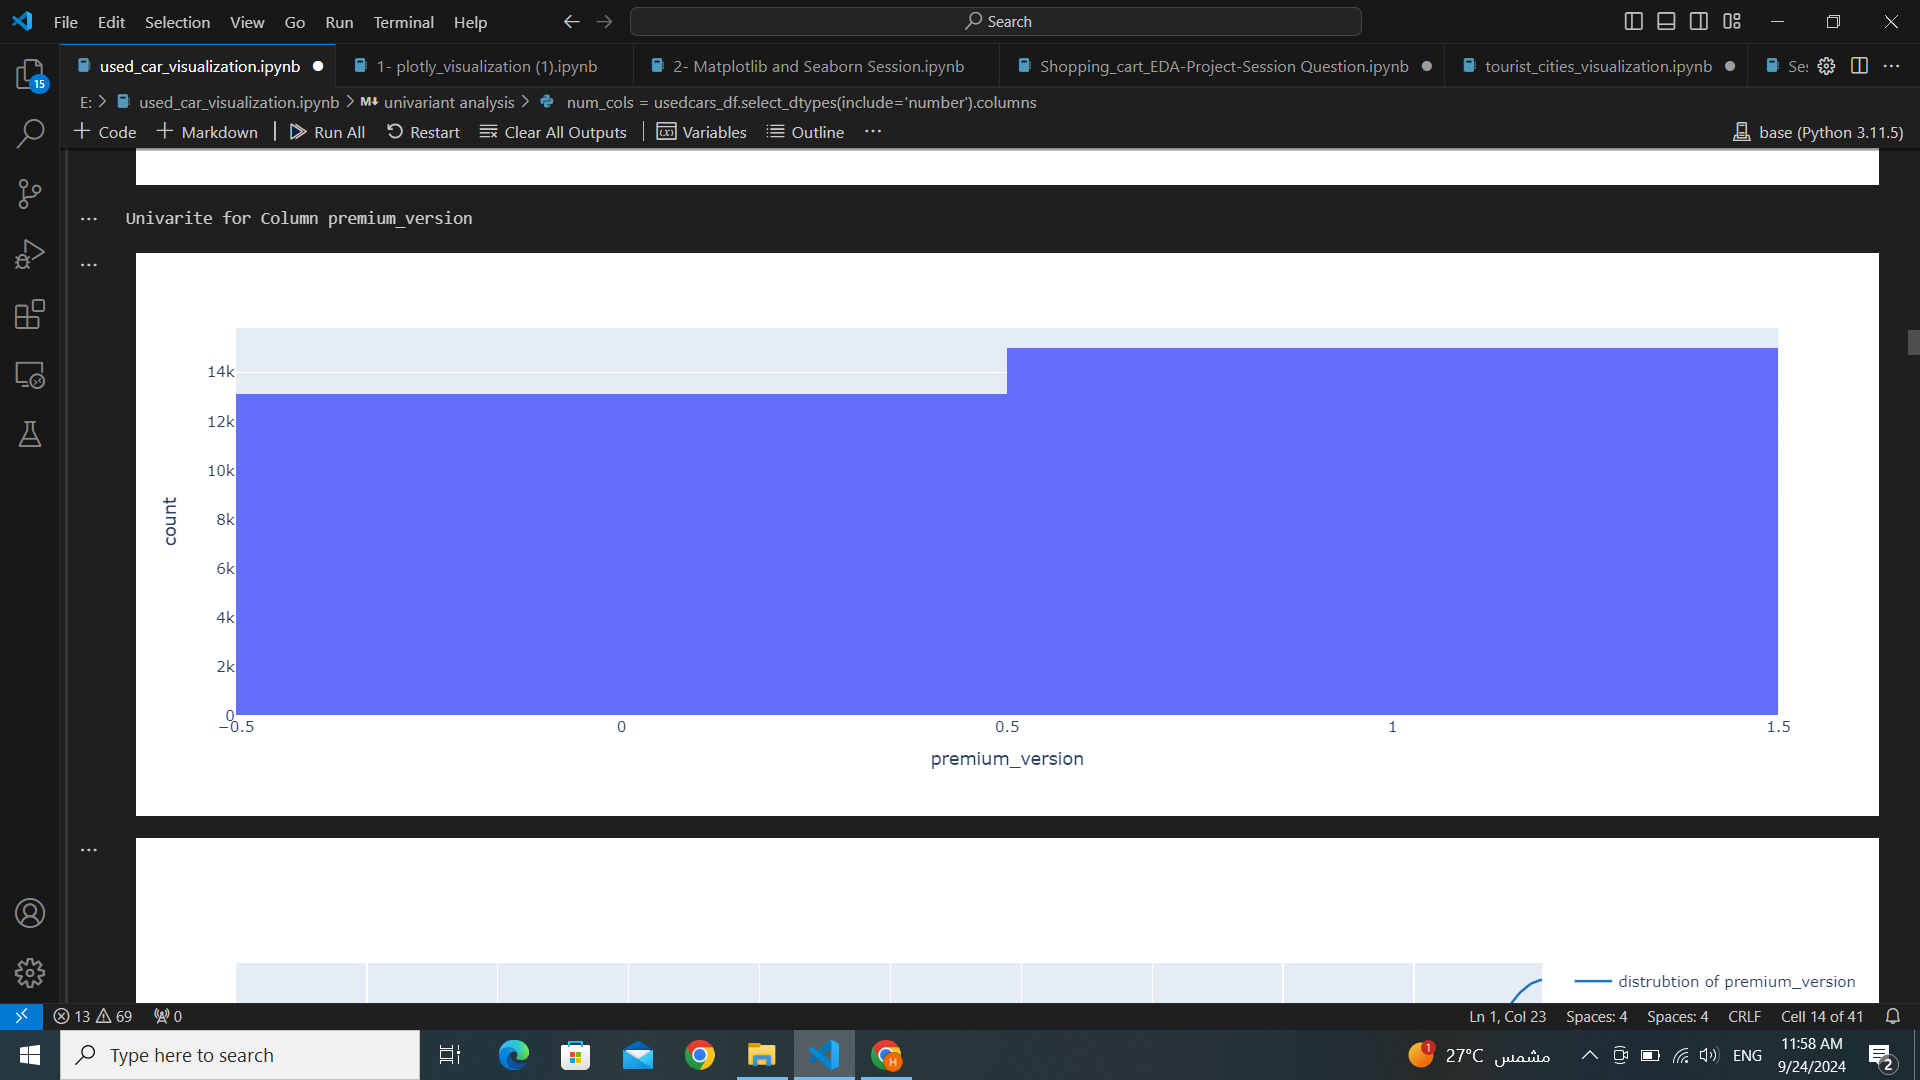 File Edit Selection View Go Run Terminal Help Search
used_car_visualization.ipynb 1- plotly_visualization (1).ipynb 2- Matplotlib and Seaborn Session.ipynb Shopping_cart_EDA-Project-Session Question.ipynb tourist_cities_visualization.ipynb Se
15
E: > used_car_visualization.ipynb > M↓ univariant analysis > num_cols = usedcars_df.select_dtypes(include='number').columns
+ Code + Markdown | Run All Restart Clear All Outputs | Variables Outline ... base (Python 3.11.5)
Univarite for Column premium_version
14k
12k
10k
8k
6k
4k
2k
0
count
−0.5 0 0.5 1 1.5
premium_version
distrubtion of premium_version
13 69 0 Ln 1, Col 23 Spaces: 4 Spaces: 4 CRLF Cell 14 of 41
Type here to search H 1 27°C مشمس ENG 11:58 AM
9/24/2024 2